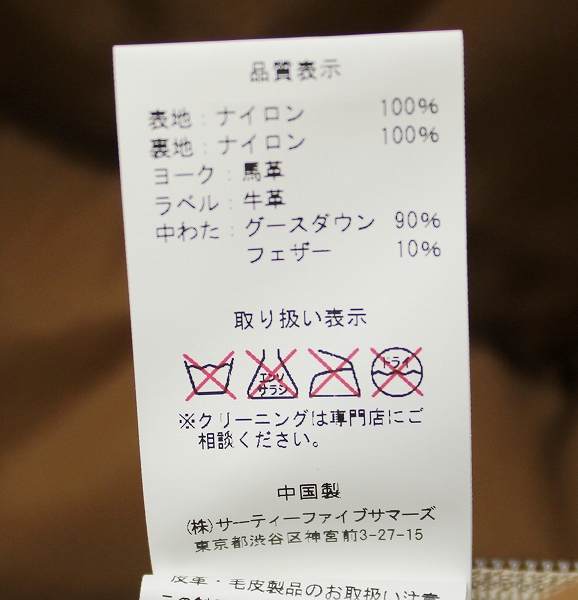 品質表示
表地：ナイロン 100%
裏地：ナイロン 100%
ヨーク：馬革
ラベル：牛革
中わた：グースダウン 90%
フェザー 10%
取り扱い表示
エンソサラシ ドライ
※クリーニングは専門店にご
相談ください。
中国製
(株)サーティーファイブサマーズ
東京都渋谷区神宮前3-27-15
皮革・毛皮製品のお取扱い注意